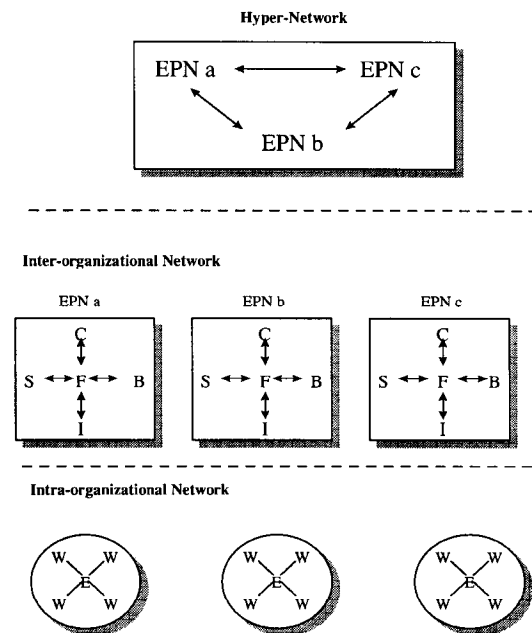 Hyper-Network
EPN a EPN c
EPN b
Inter-organizational Network
EPN a EPN b EPN c
C C C
S F B S F B S F B
I I I
Intra-organizational Network
W W W W W W
E E E
W W W W W W